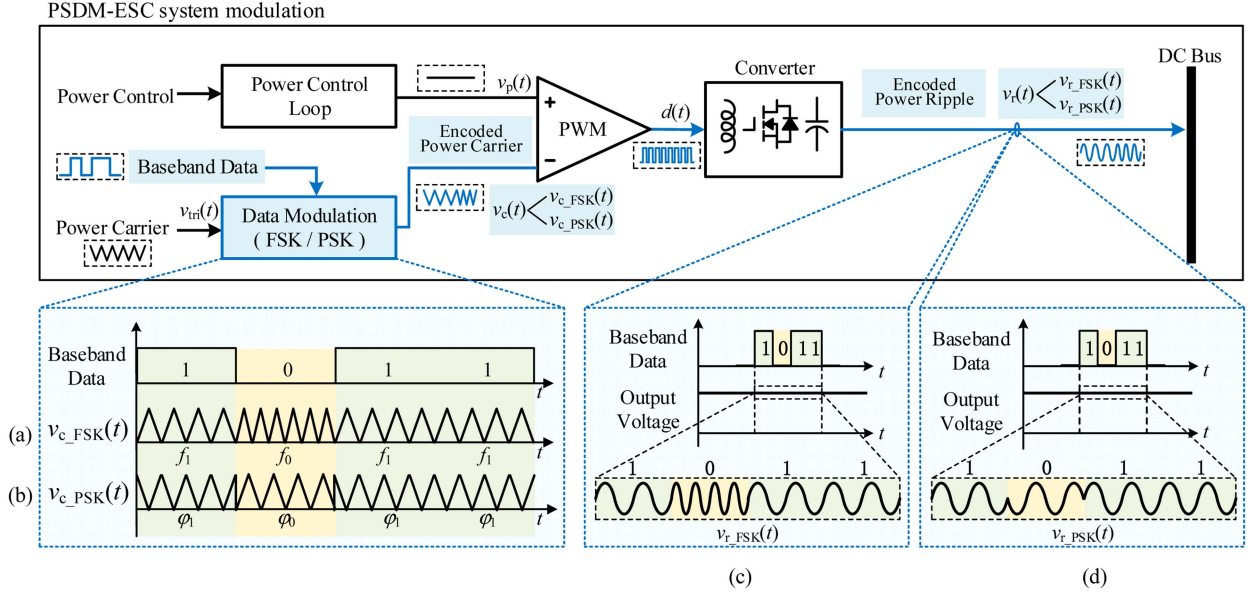 PSDM-ESC system modulation
Power Control
Power Control
Loop
vp(t)
+
−
PWM
d(t)
Converter
Encoded
Power Ripple
vr(t)
vr_FSK(t)
vr_PSK(t)
DC Bus
Baseband Data
Encoded
Power Carrier
vtri(t)
Power Carrier
Data Modulation
( FSK / PSK )
vc(t)
vc_FSK(t)
vc_PSK(t)
Baseband
Data
1 0 1 1
t
(a)
vc_FSK(t)
f1 f0 f1 f1
t
(b)
vc_PSK(t)
φ1 φ0 φ1 φ1
t
Baseband
Data
1 0 1 1
t
Output
Voltage
t
1 0 1 1
vr_FSK(t)
(c)
Baseband
Data
1 0 1 1
t
Output
Voltage
t
1 0 1 1
vr_PSK(t)
(d)